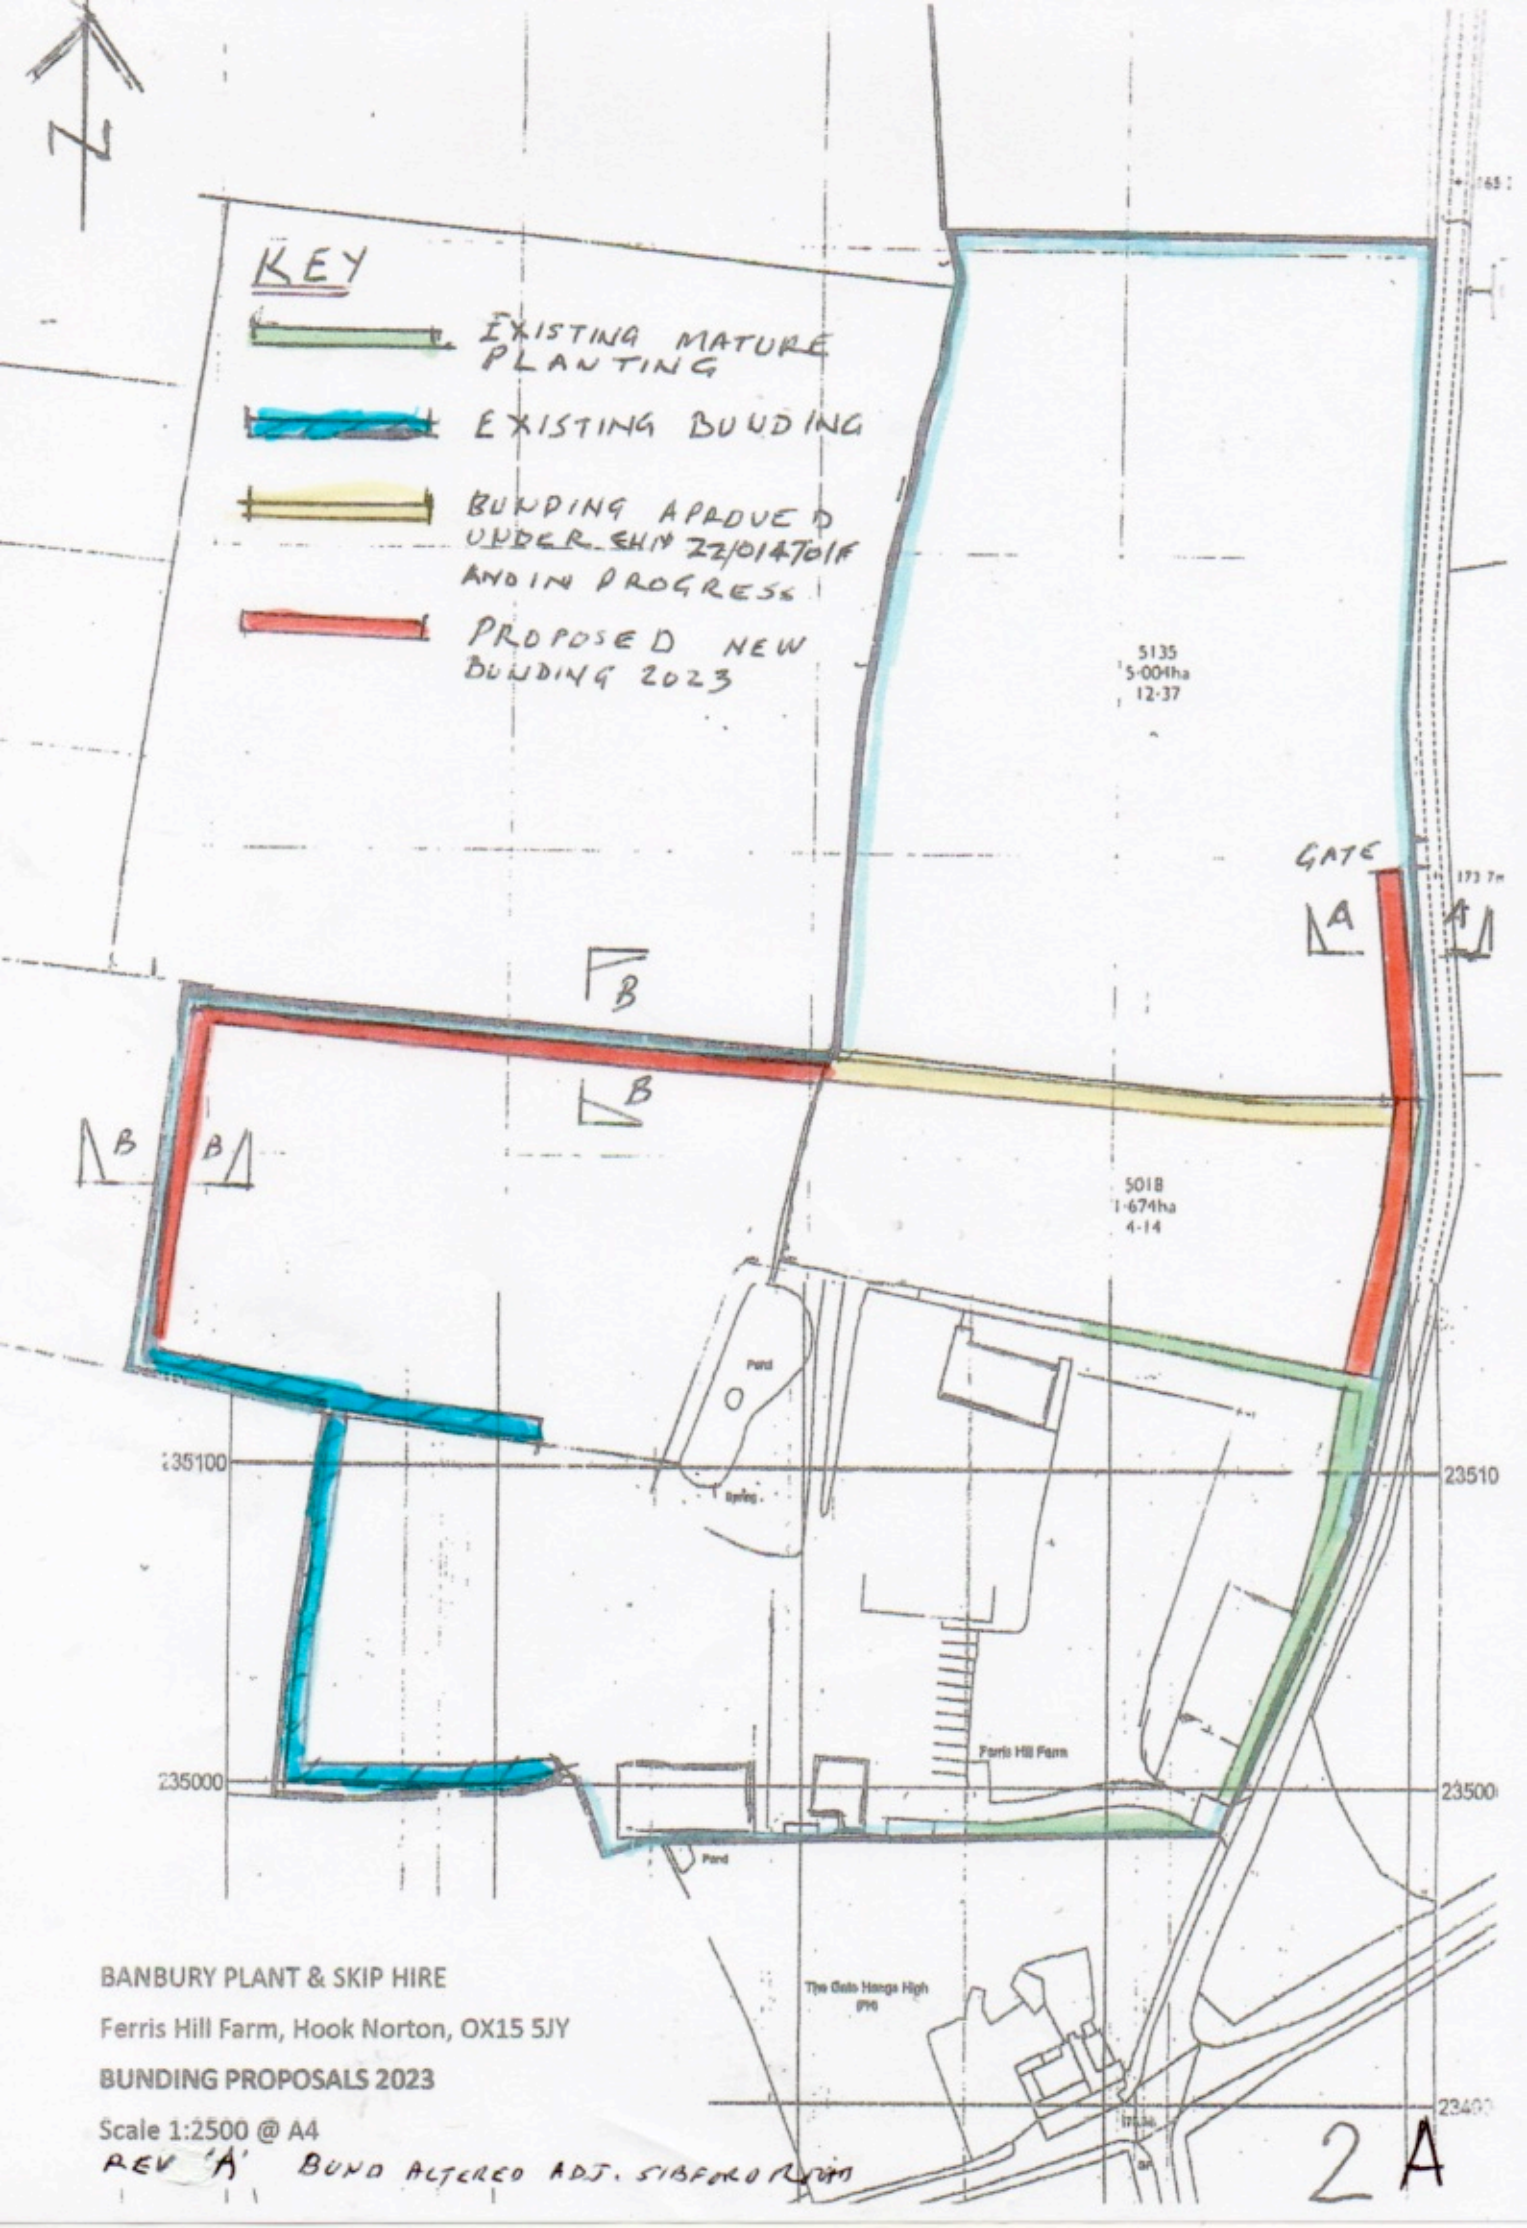 N
KEY
EXISTING MATURE
PLANTING
EXISTING BUNDING
BUNDING APROVED
UNDER
AND IN PROGRESS
PROPOSED NEW
BUNDING 2023
5135
5·004ha
12·37
GATE
173 7m
A
A
B
B
B
B
5018
1·674ha
4·14
Pond
235100
23510
Spring
Ferris Hill Farm
235000
23500
Pond
The Gate Hangs High
(PH)
BANBURY PLANT & SKIP HIRE
Ferris Hill Farm, Hook Norton, OX15 5JY
BUNDING PROPOSALS 2023
Scale 1:2500 @ A4
REV 'A' BUND ALTERED ADJ. SIBFORD ROAD
2 A